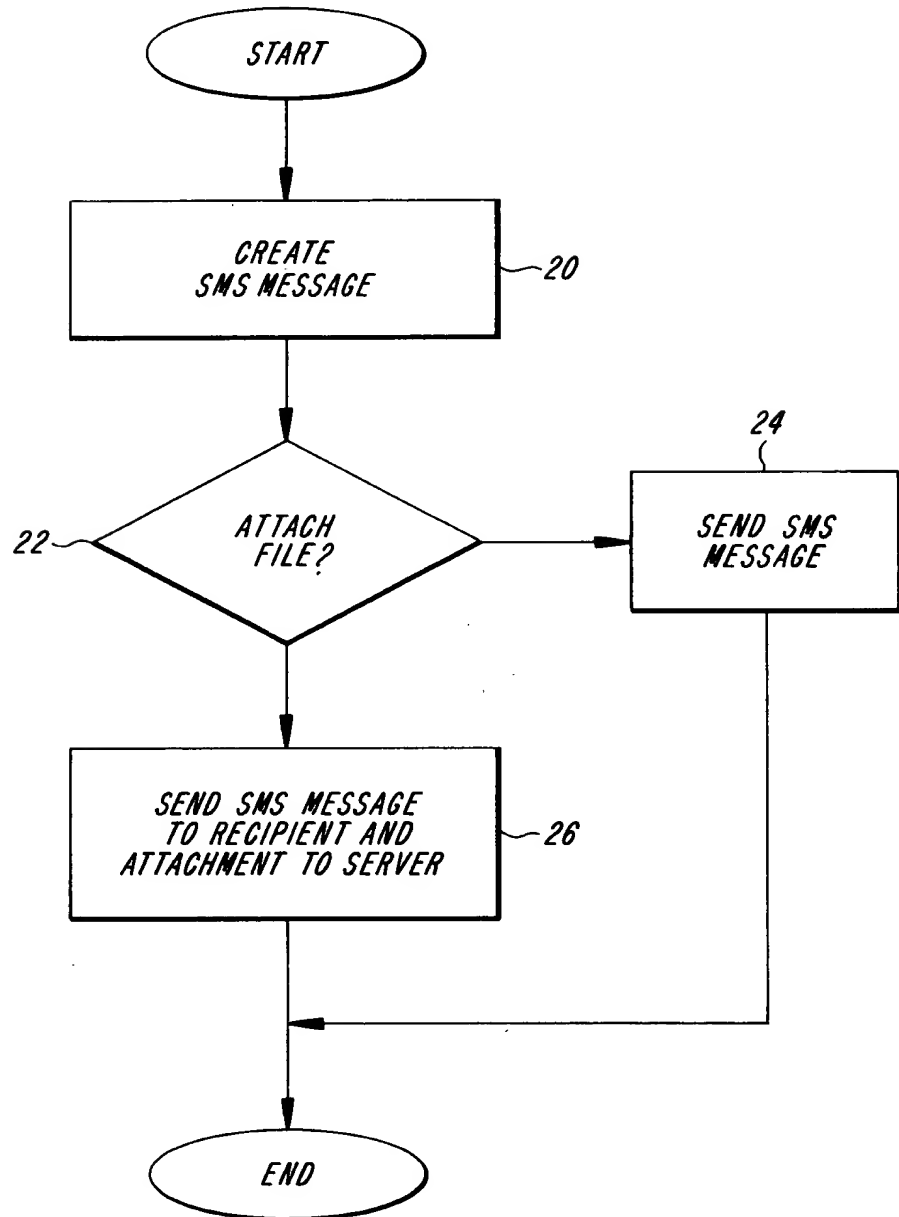 START
CREATE
SMS MESSAGE
20
22
ATTACH
FILE?
24
SEND SMS
MESSAGE
SEND SMS MESSAGE
TO RECIPIENT AND
ATTACHMENT TO SERVER
26
END